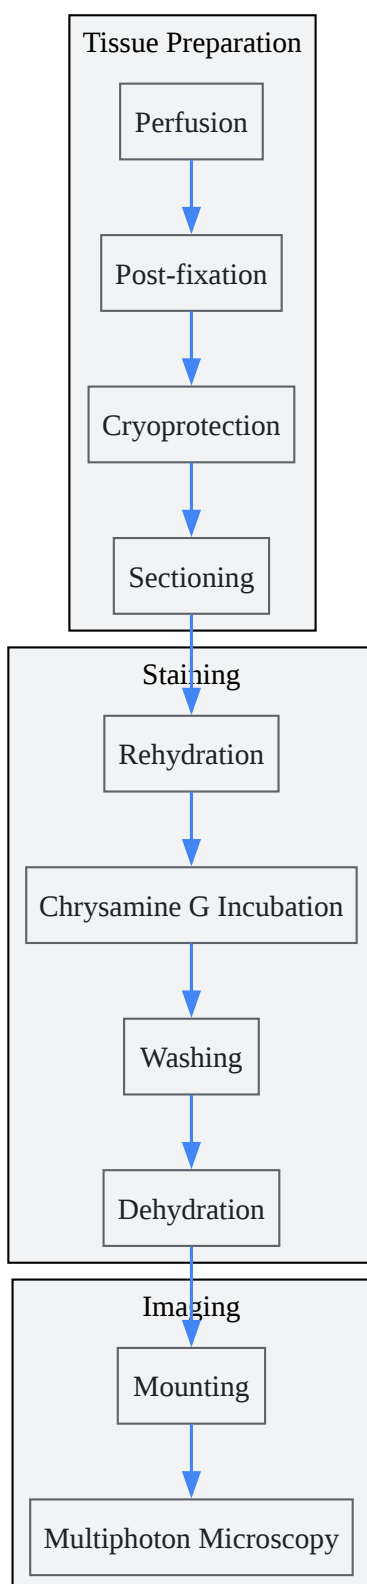 Tissue Preparation
Perfusion
Post-fixation
Cryoprotection
Sectioning
Staining
Rehydration
Chrysamine G Incubation
Washing
Dehydration
Imaging
Mounting
Multiphoton Microscopy